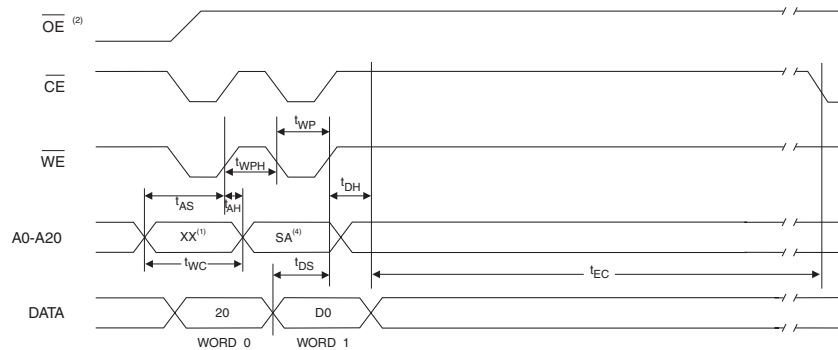 OE (2)
CE
tWP
WE
tWPH
tDH
tAS
tAH
A0-A20
XX(1)
SA(4)
tWC
tDS
tEC
DATA
20
D0
WORD 0
WORD 1